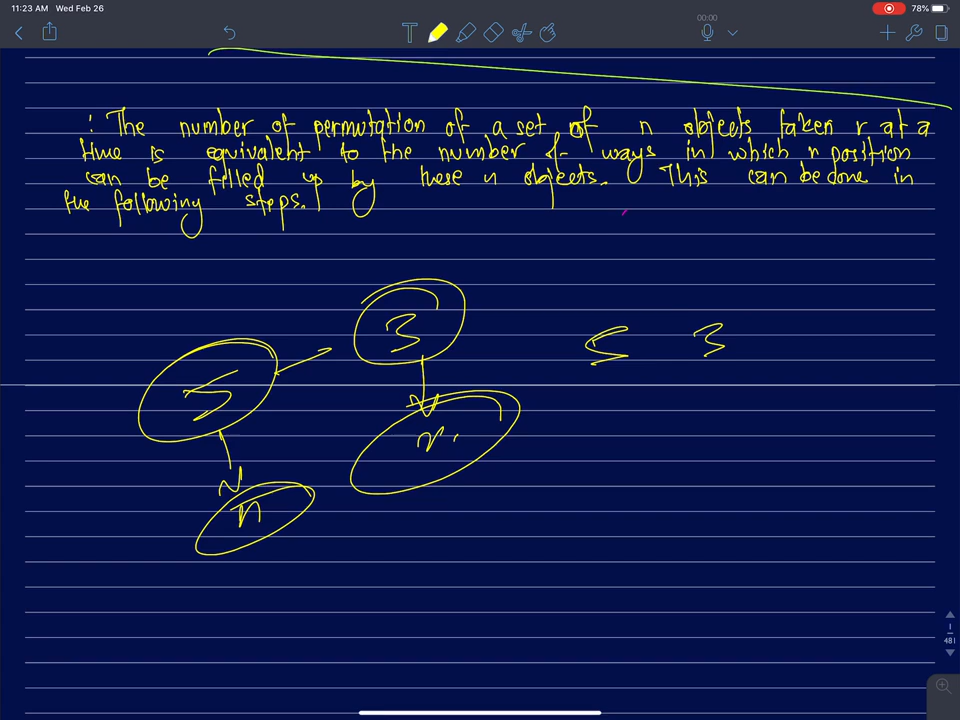 11:23 AM Wed Feb 26
78%
00:00
: The number of permutation of a set of n objects taken r at a
time is equivalent to the number of ways in which r position
can be filled up by these n objects. This can be done in
the following steps.
3
5 3
5
r
n
1
481